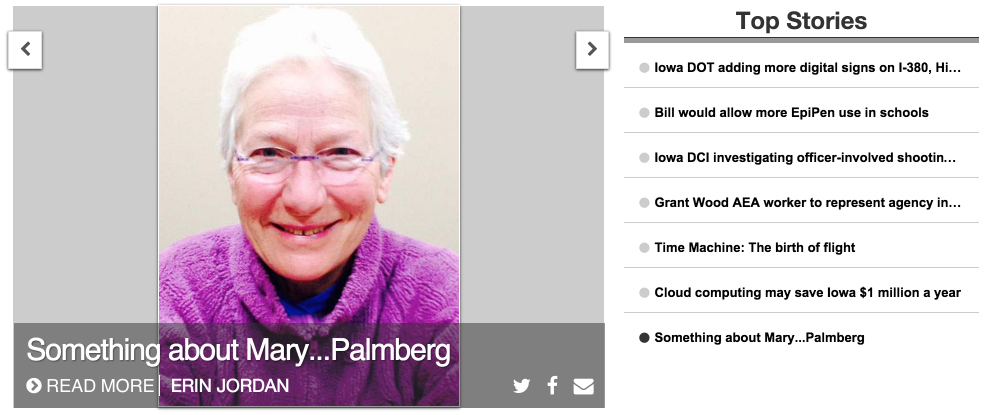 Something about Mary...Palmberg
READ MORE | ERIN JORDAN
Top Stories
Iowa DOT adding more digital signs on I-380, Hi...
Bill would allow more EpiPen use in schools
Iowa DCI investigating officer-involved shootin...
Grant Wood AEA worker to represent agency in...
Time Machine: The birth of flight
Cloud computing may save Iowa $1 million a year
Something about Mary...Palmberg